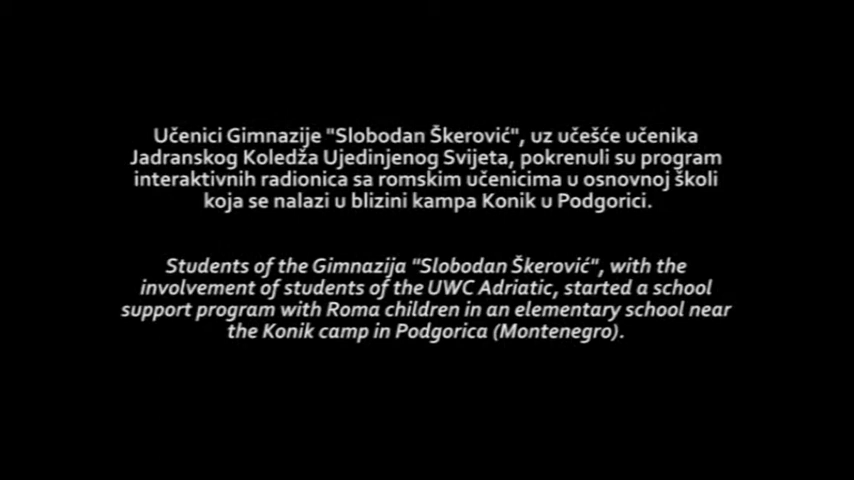 Učenici Gimnazije "Slobodan Škerović", uz učešće učenika
Jadranskog Koledža Ujedinjenog Svijeta, pokrenuli su program
interaktivnih radionica sa romskim učenicima u osnovnoj školi
koja se nalazi u blizini kampa Konik u Podgorici.
Students of the Gimnazija "Slobodan Škerović", with the
involvement of students of the UWC Adriatic, started a school
support program with Roma children in an elementary school near
the Konik camp in Podgorica (Montenegro).